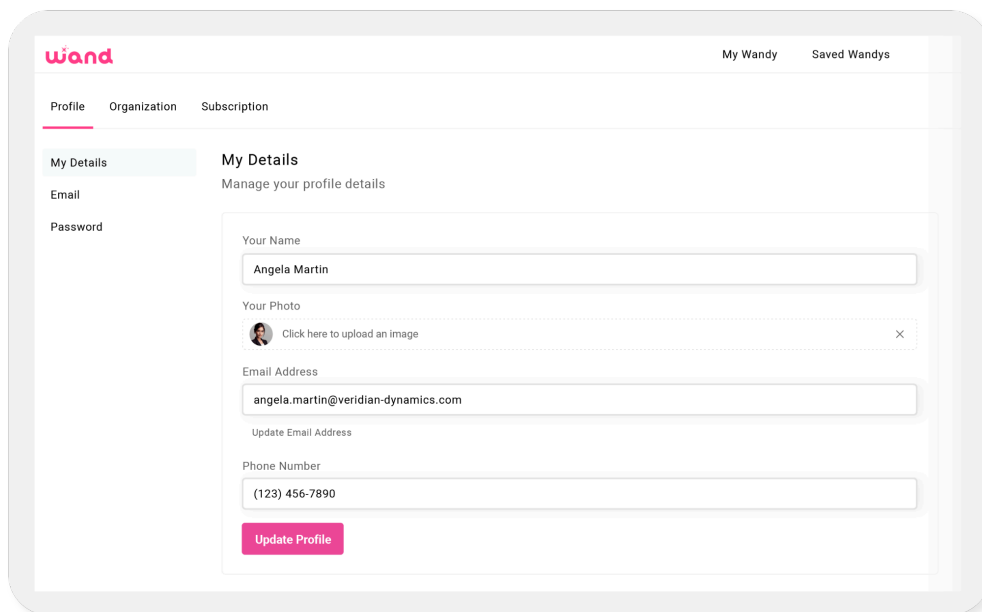 wand
My Wandy Saved Wandys
Profile Organization Subscription
My Details
Email
Password
My Details
Manage your profile details
Your Name
Angela Martin
Your Photo
Click here to upload an image
Email Address
angela.martin@veridian-dynamics.com
Update Email Address
Phone Number
(123) 456-7890
Update Profile